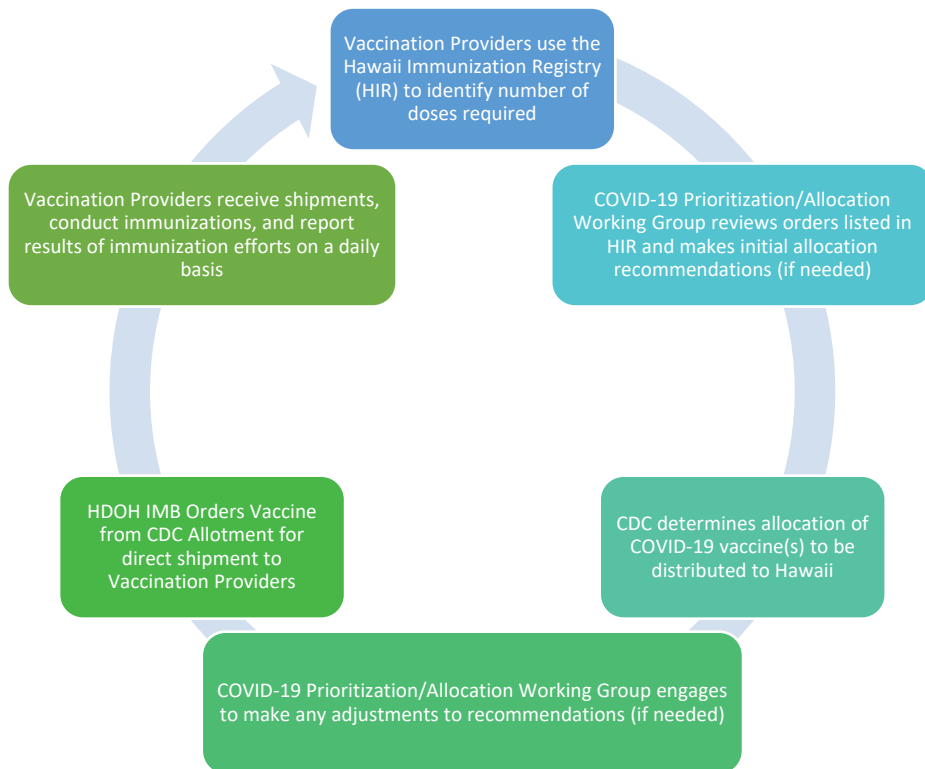 Vaccination Providers use the
Hawaii Immunization Registry
(HIR) to identify number of
doses required
COVID-19 Prioritization/Allocation
Working Group reviews orders listed in
HIR and makes initial allocation
recommendations (if needed)
CDC determines allocation of
COVID-19 vaccine(s) to be
distributed to Hawaii
COVID-19 Prioritization/Allocation Working Group engages
to make any adjustments to recommendations (if needed)
HDOH IMB Orders Vaccine
from CDC Allotment for
direct shipment to
Vaccination Providers
Vaccination Providers receive shipments,
conduct immunizations, and report
results of immunization efforts on a daily
basis